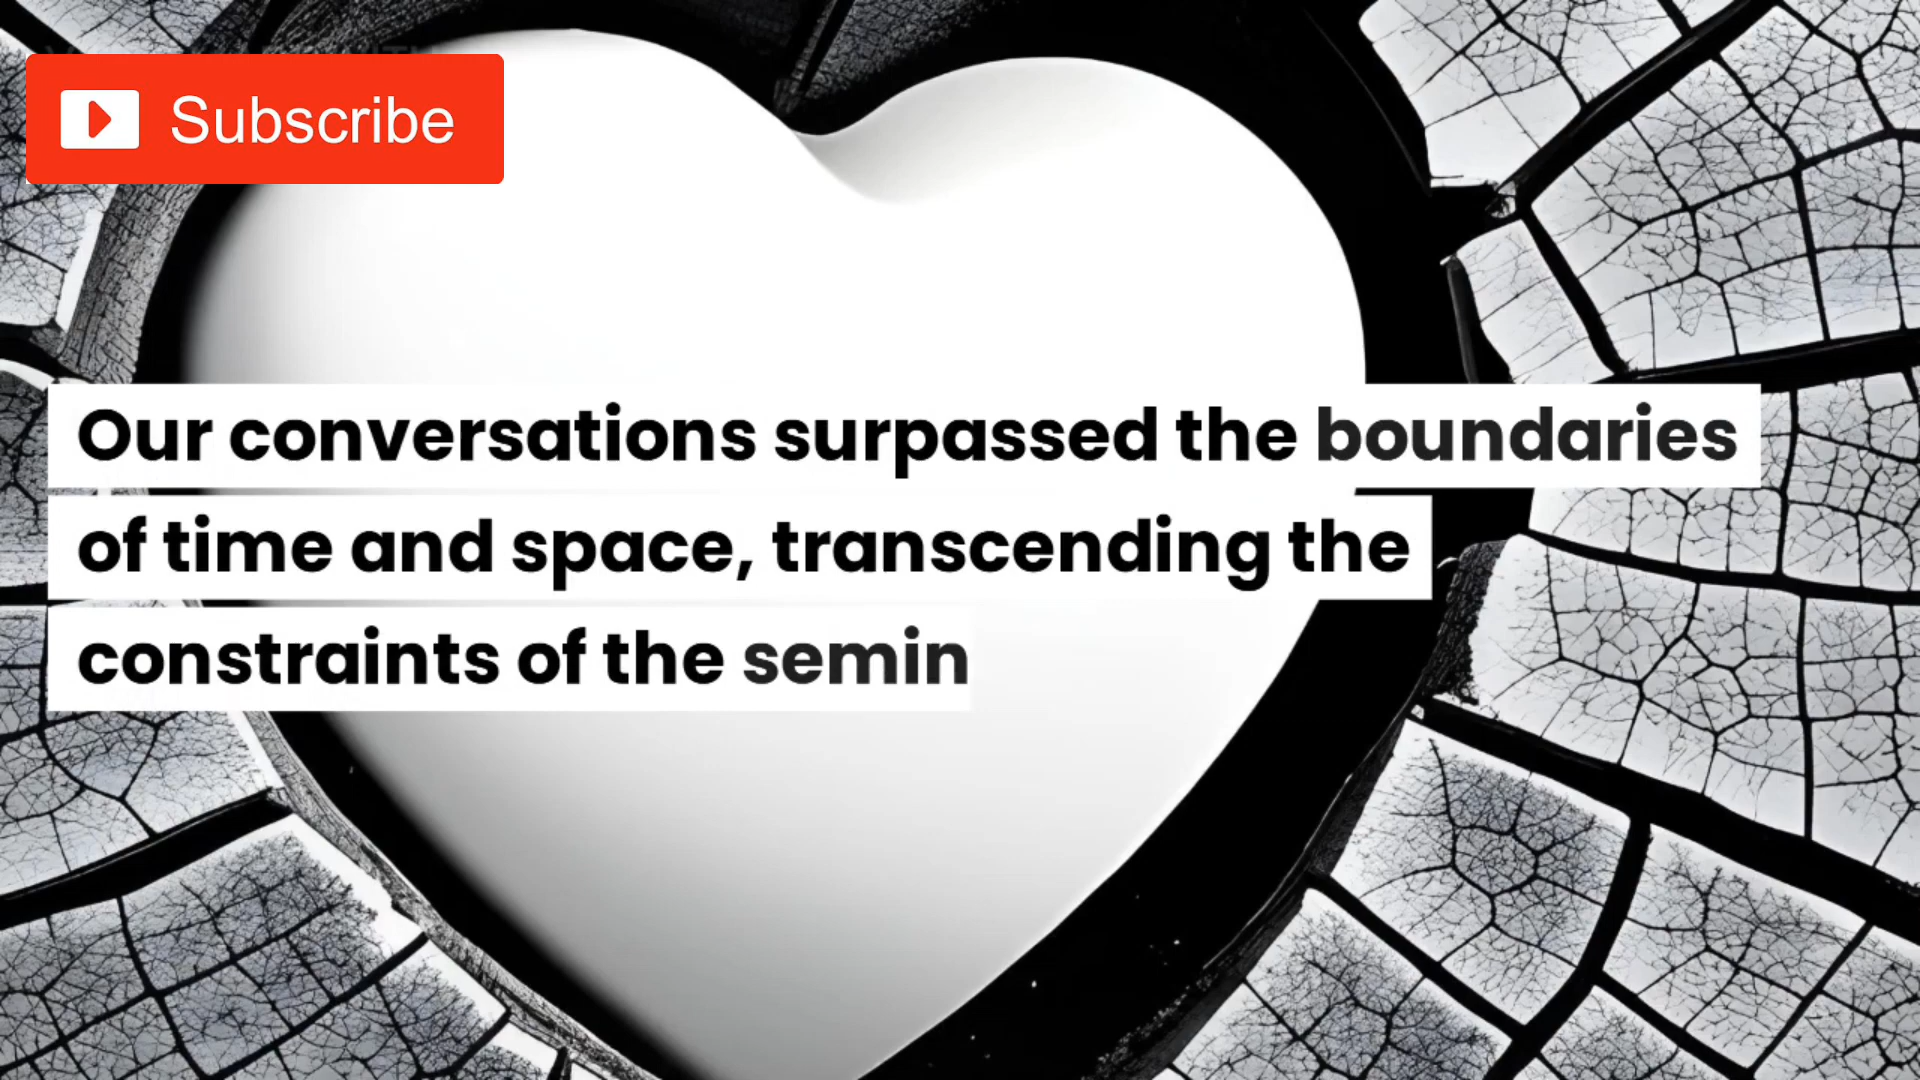 Subscribe
Our conversations surpassed the boundaries
of time and space, transcending the
constraints of the semin